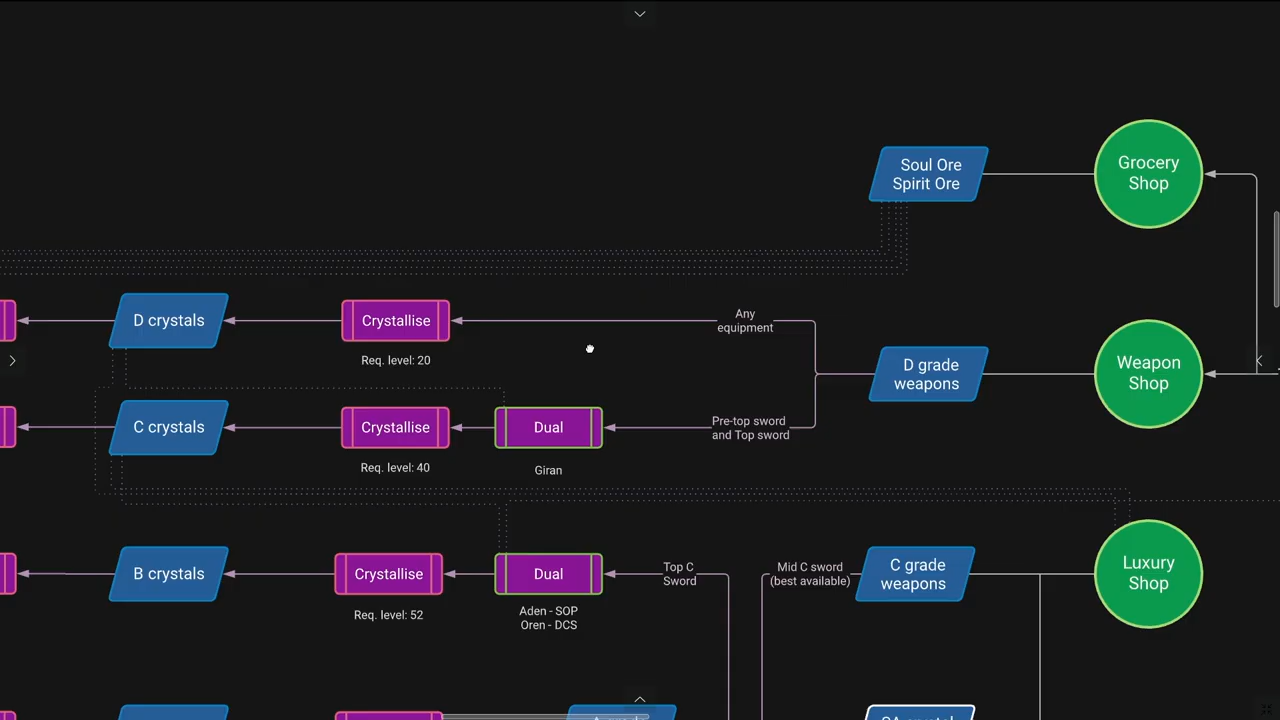 Grocery
Shop
Soul Ore
Spirit Ore
D crystals
Crystallise
Req. level: 20
Any
equipment
D grade
weapons
Weapon
Shop
C crystals
Crystallise
Req. level: 40
Dual
Giran
Pre-top sword
and Top sword
B crystals
Crystallise
Req. level: 52
Dual
Aden - SOP
Oren - DCS
Top C
Sword
Mid C sword
(best available)
C grade
weapons
Luxury
Shop